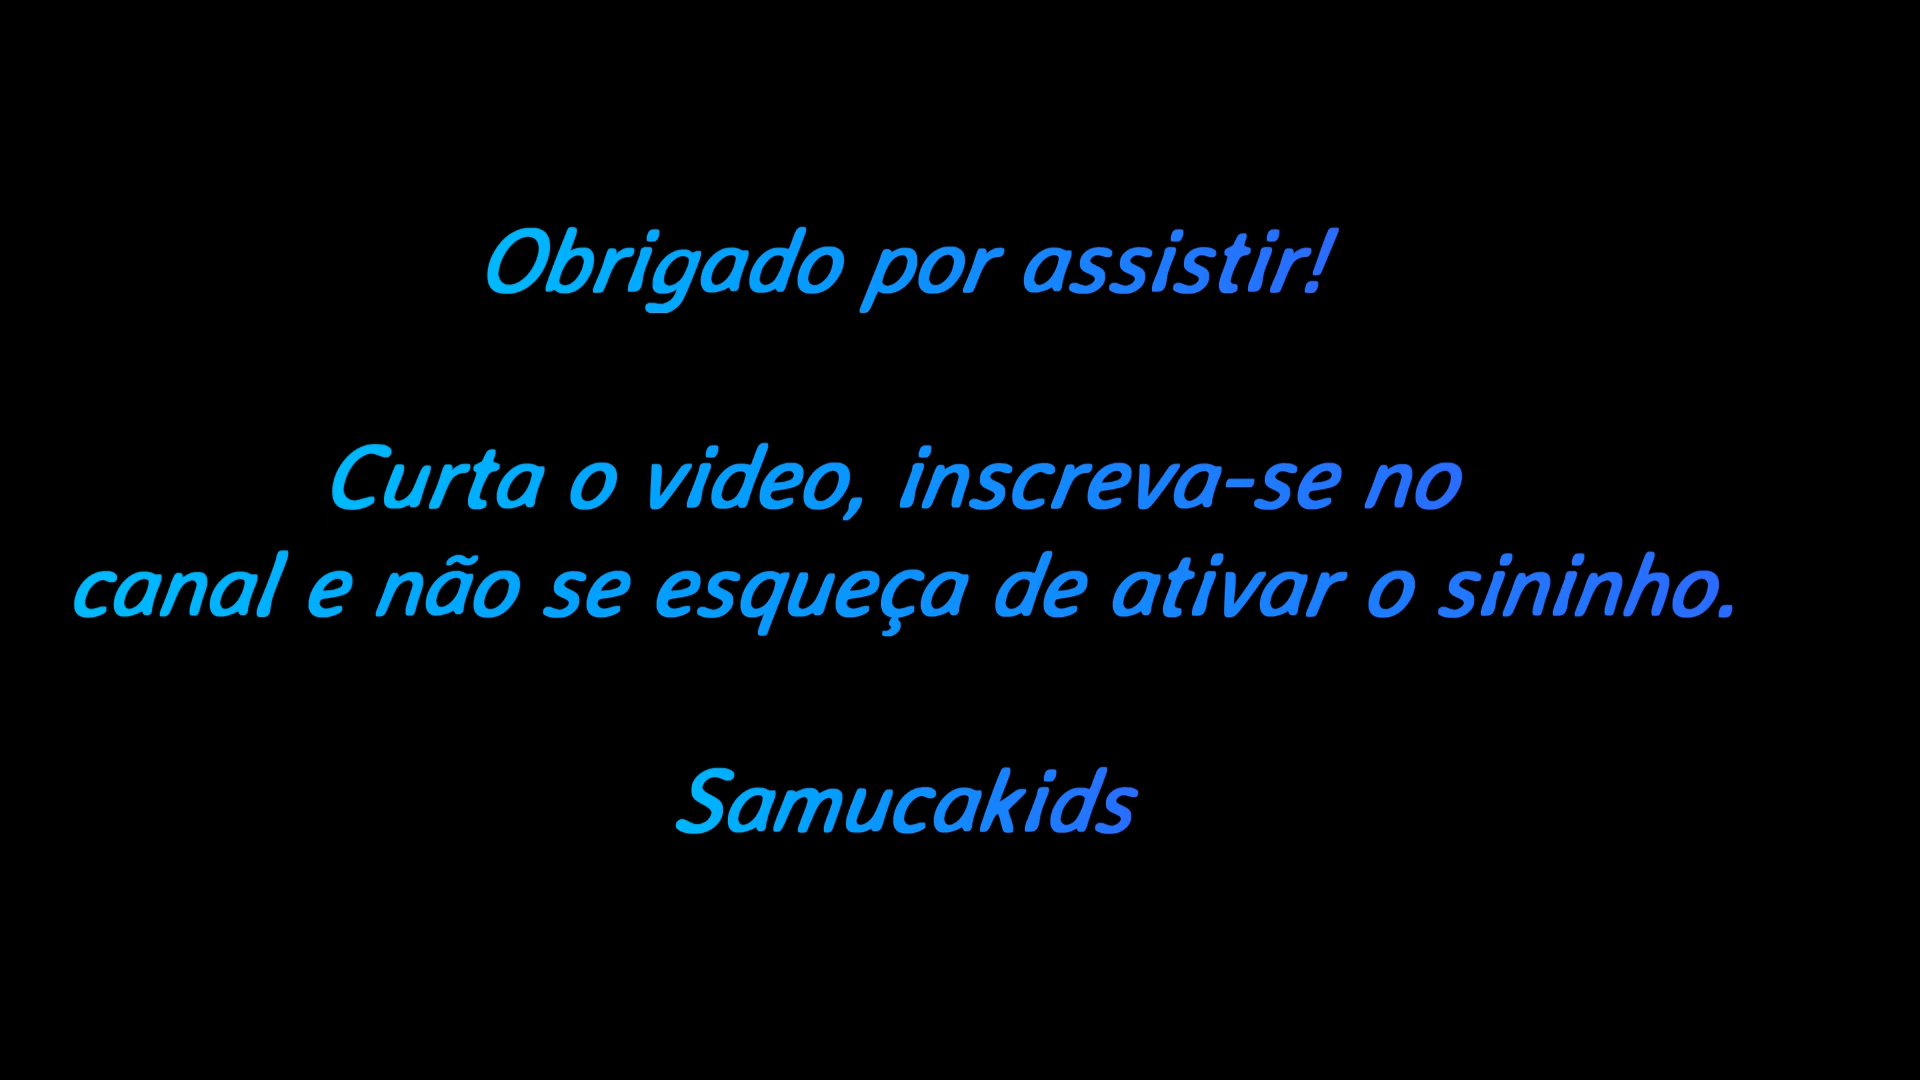 Obrigado por assistir!
Curta o video, inscreva-se no
canal e não se esqueça de ativar o sininho.
Samucakids